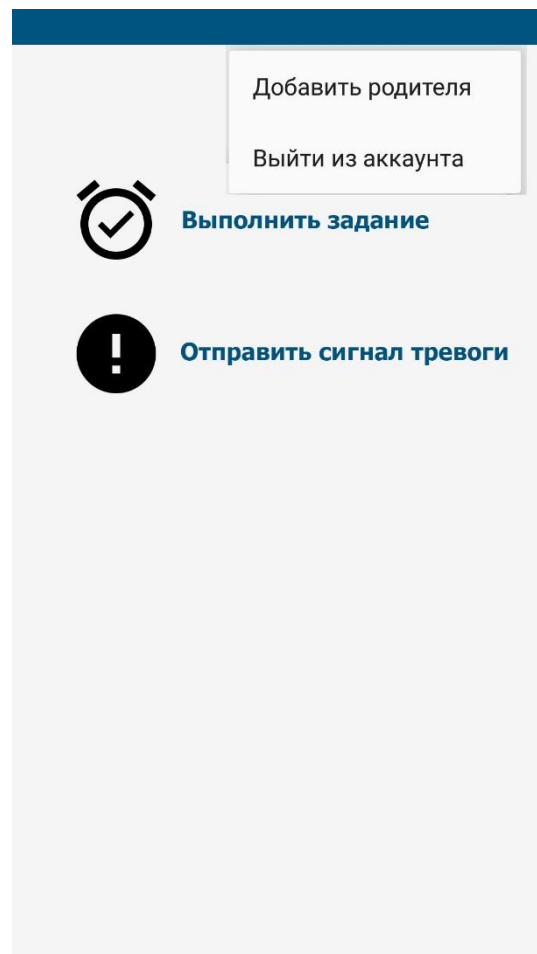 Добавить родителя
Выйти из аккаунта
Выполнить задание
Отправить сигнал тревоги